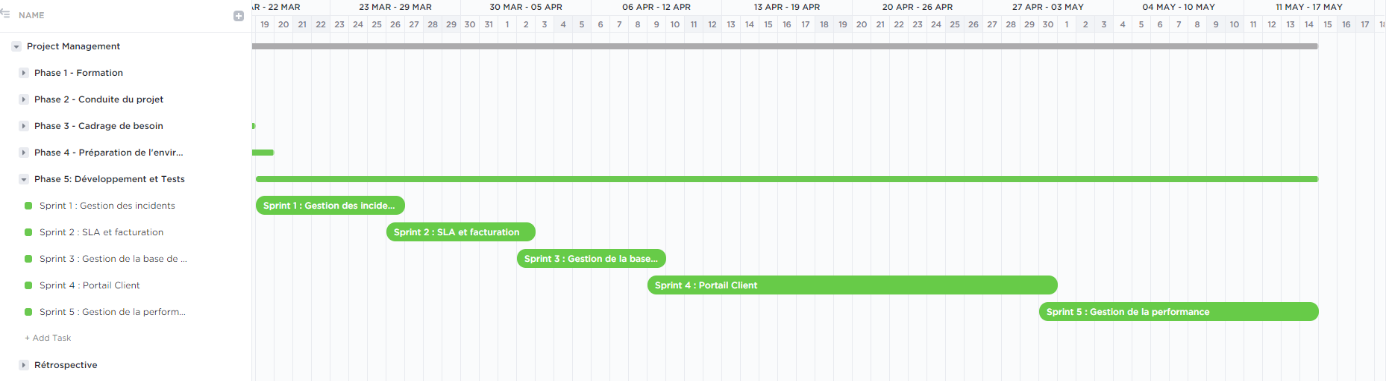 NAME
AR - 22 MAR 23 MAR - 29 MAR 30 MAR - 05 APR 06 APR - 12 APR 13 APR - 19 APR 20 APR - 26 APR 27 APR - 03 MAY 04 MAY - 10 MAY 11 MAY - 17 MAY
19 20 21 22 23 24 25 26 27 28 29 30 31 1 2 3 4 5 6 7 8 9 10 11 12 13 14 15 16 17 18 19 20 21 22 23 24 25 26 27 28 29 30 1 2 3 4 5 6 7 8 9 10 11 12 13 14 15 16 17 18
Project Management
Phase 1 - Formation
Phase 2 - Conduite du projet
Phase 3 - Cadrage de besoin
Phase 4 - Préparation de l'envir...
Phase 5: Développement et Tests
Sprint 1 : Gestion des incidents Sprint 1 : Gestion des incide...
Sprint 2 : SLA et facturation Sprint 2 : SLA et facturation
Sprint 3 : Gestion de la base de ... Sprint 3 : Gestion de la base...
Sprint 4 : Portail Client Sprint 4 : Portail Client
Sprint 5 : Gestion de la perform... Sprint 5 : Gestion de la performance
+ Add Task
Rétrospective